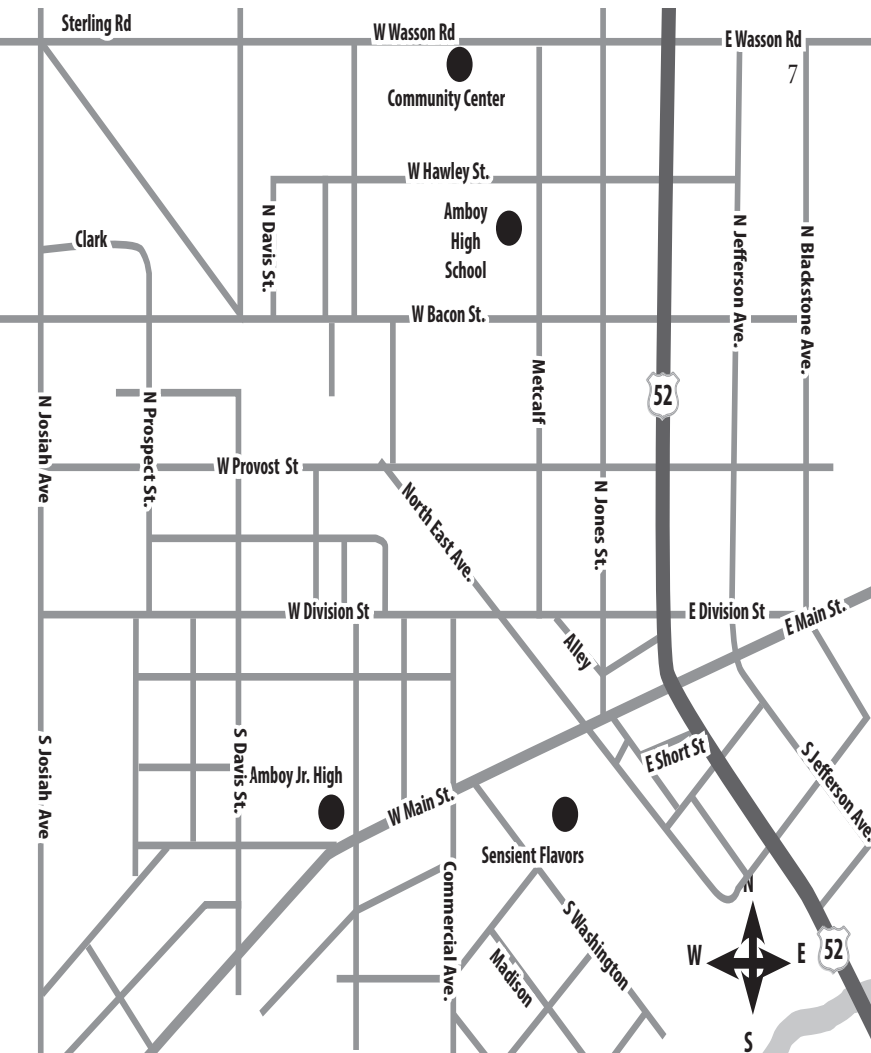 Sterling Rd
W Wasson Rd
E Wasson Rd
7
Community Center
W Hawley St.
Amboy
High
School
N Davis St.
Clark
N Jefferson Ave.
N Blackstone Ave.
W Bacon St.
Metcalf
52
N Josiah Ave
N Prospect St.
W Provost St
North East Ave.
N Jones St.
W Division St
E Division St
E Main St.
Alley
S Josiah Ave
S Davis St.
Amboy Jr. High
E Short St
S Jefferson Ave.
W Main St.
Sensient Flavors
Commercial Ave.
S Washington
Madison
N
W
E
52
S